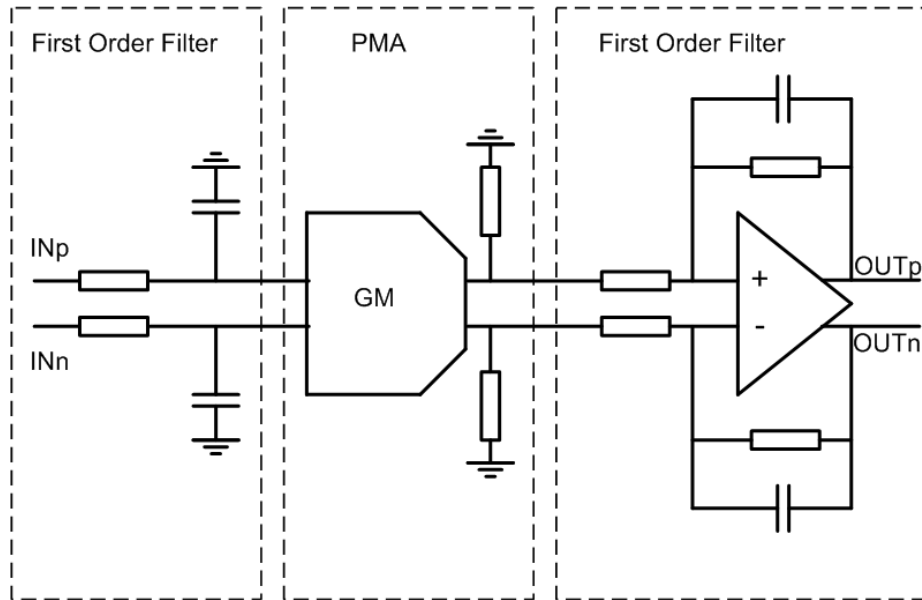 First Order Filter
PMA
First Order Filter
INp
INn
GM
+
-
OUTp
OUTn